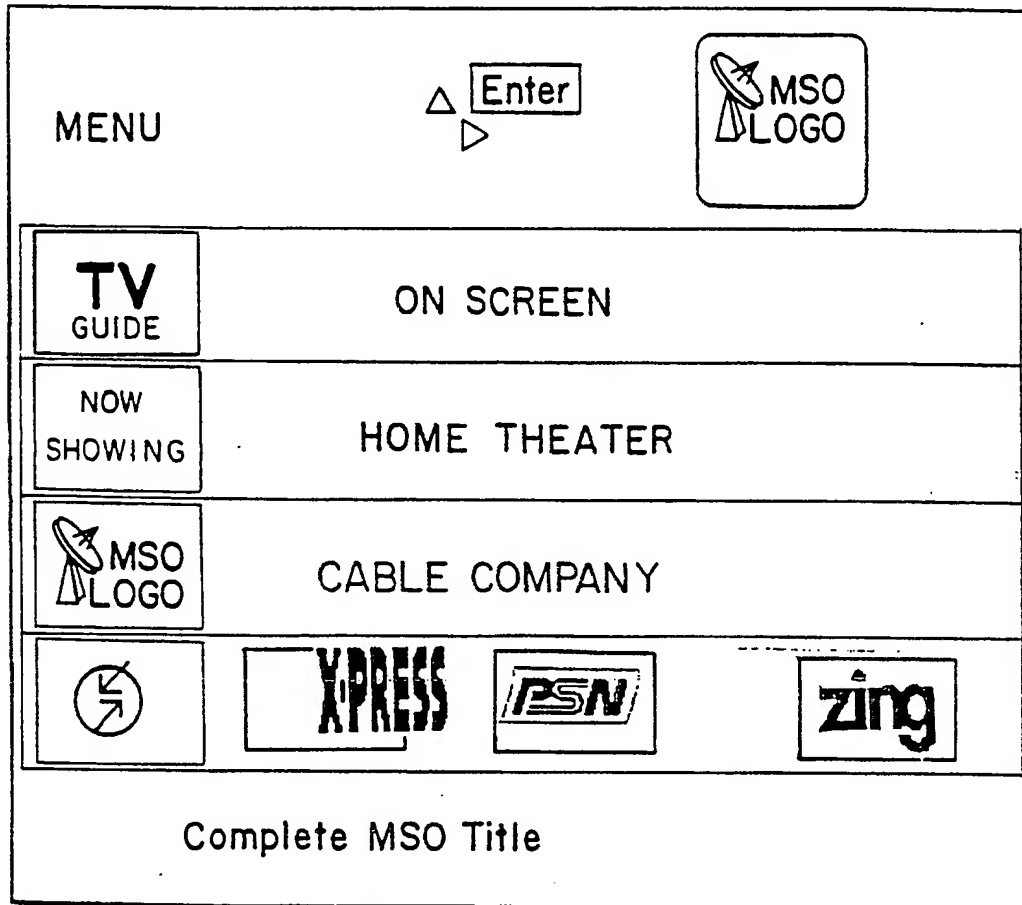 MENU
Enter
MSO
LOGO
TV
GUIDE
ON SCREEN
NOW
SHOWING
HOME THEATER
MSO
LOGO
CABLE COMPANY
X·PRESS
PSN
zing
Complete MSO Title